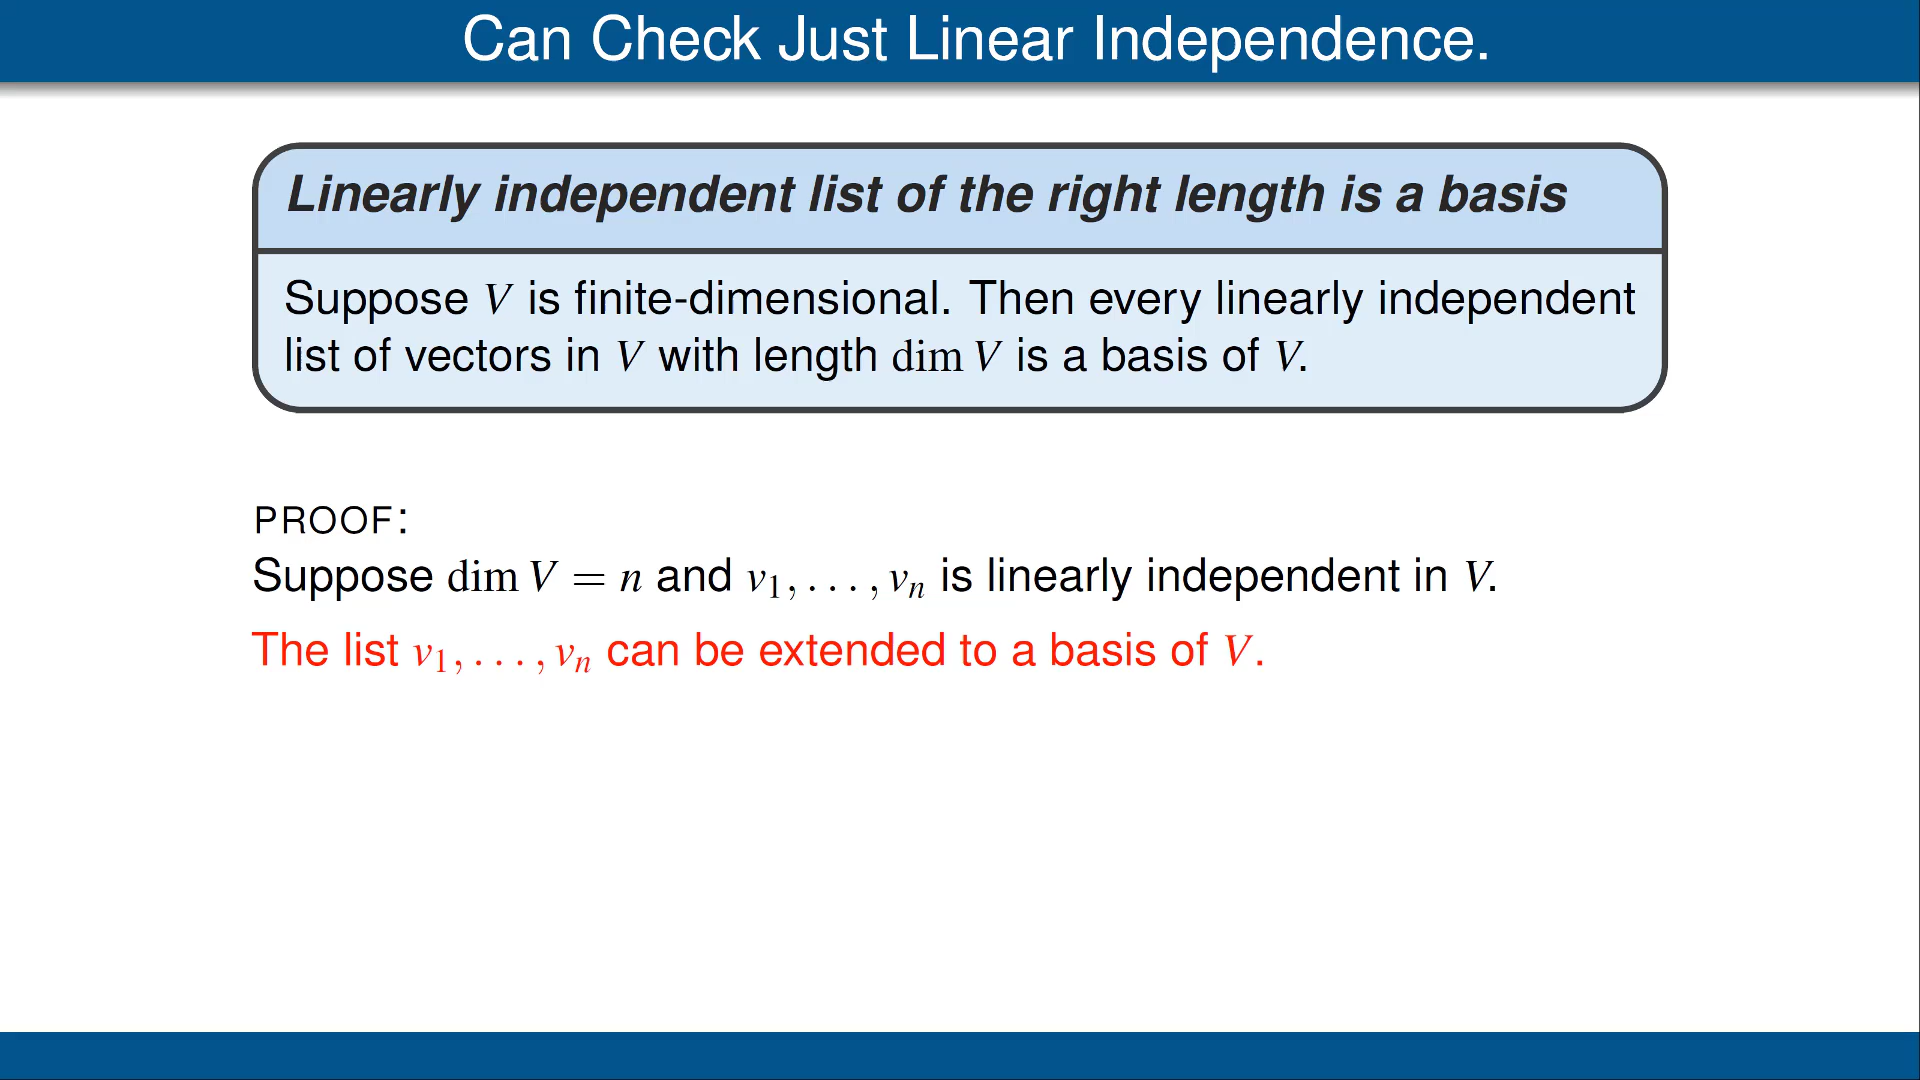 Can Check Just Linear Independence.
Linearly independent list of the right length is a basis
Suppose V is finite-dimensional. Then every linearly independent
list of vectors in V with length dim V is a basis of V.
PROOF:
Suppose dim V = n and v₁, . . . , vₙ is linearly independent in V.
The list v₁, . . . , vₙ can be extended to a basis of V.